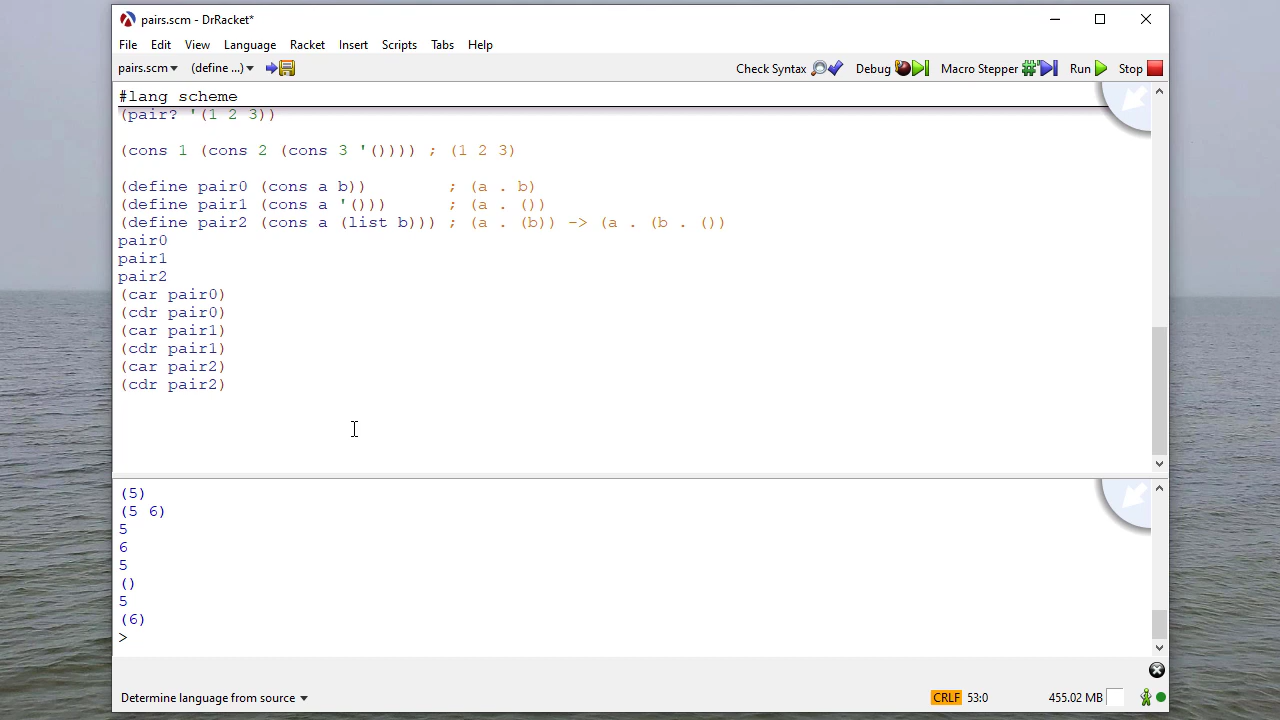 pairs.scm - DrRacket*
File Edit View Language Racket Insert Scripts Tabs Help
pairs.scm (define ...) Check Syntax Debug Macro Stepper Run Stop
#lang scheme
(pair? '(1 2 3))
(cons 1 (cons 2 (cons 3 '()))) ; (1 2 3)
(define pair0 (cons a b)) ; (a . b)
(define pair1 (cons a '())) ; (a . ())
(define pair2 (cons a (list b))) ; (a . (b)) -> (a . (b . ())
pair0
pair1
pair2
(car pair0)
(cdr pair0)
(car pair1)
(cdr pair1)
(car pair2)
(cdr pair2)
(5)
(5 6)
5
6
5
()
5
(6)
>
Determine language from source CRLF 53:0 455.02 MB